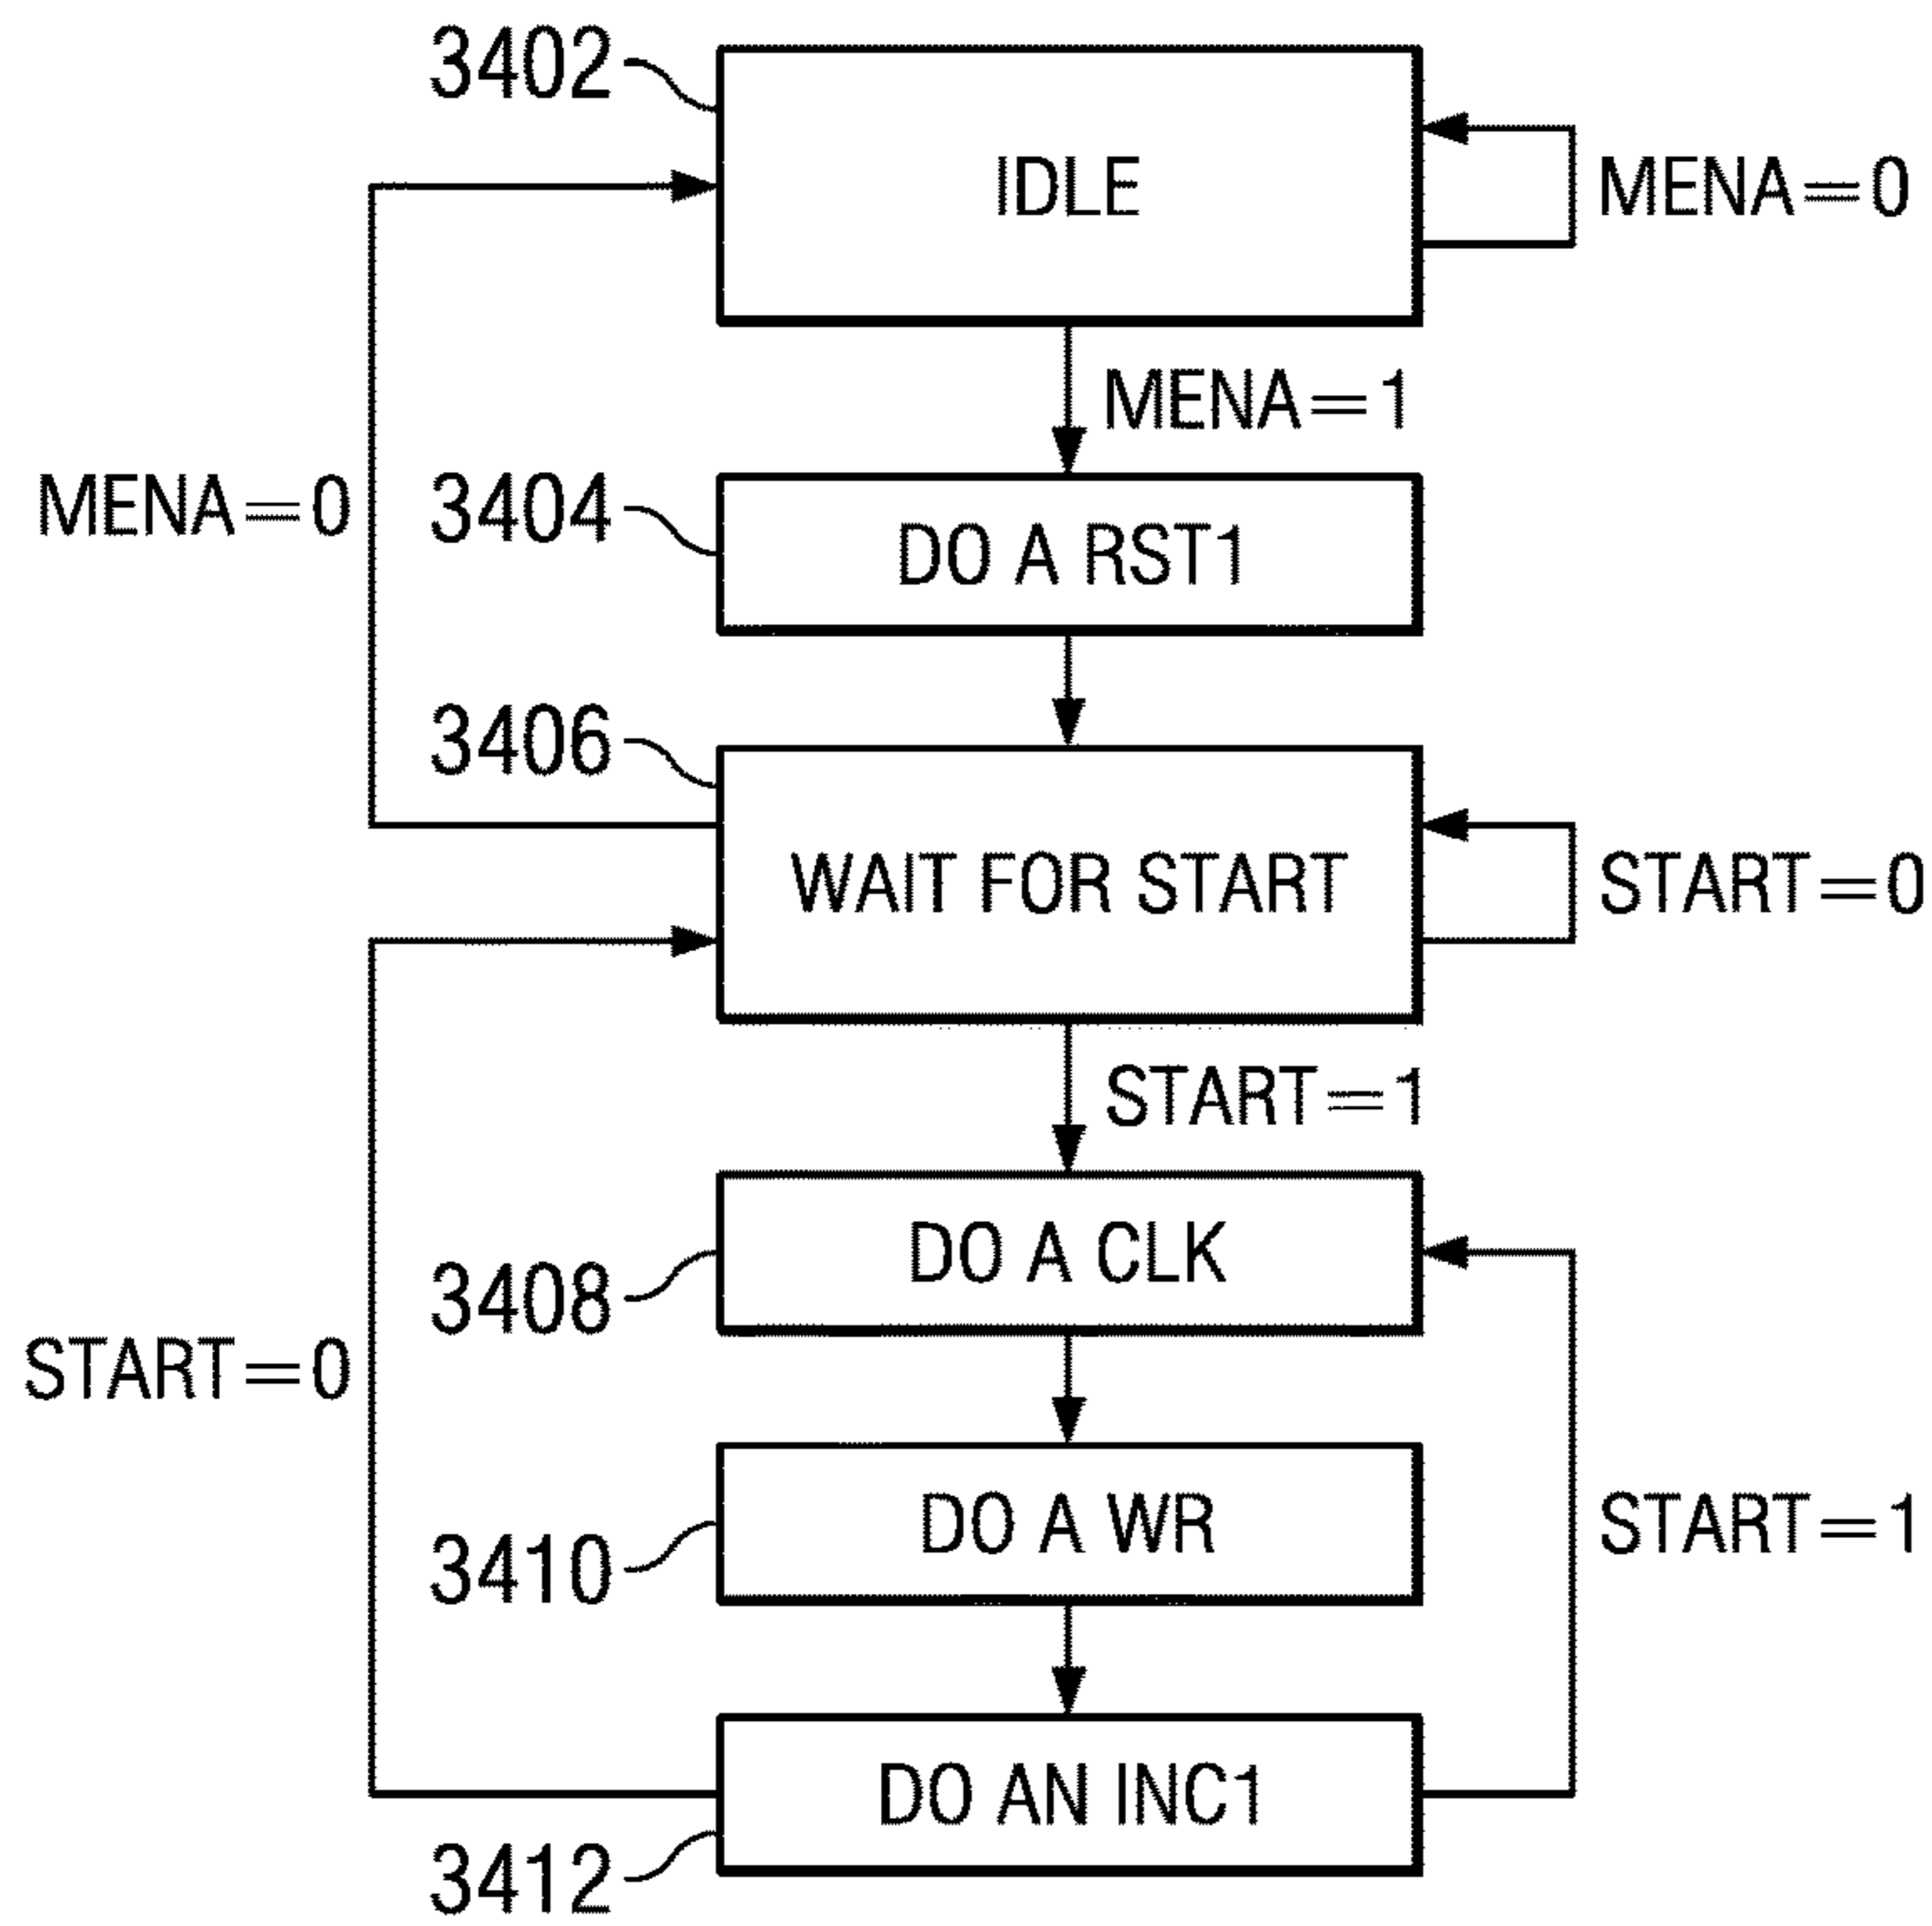 3402
IDLE
MENA=0
MENA=1
MENA=0
3404
DO A RST1
3406
WAIT FOR START
START=0
START=1
DO A CLK
3408
START=0
DO A WR
START=1
3410
DO AN INC1
3412